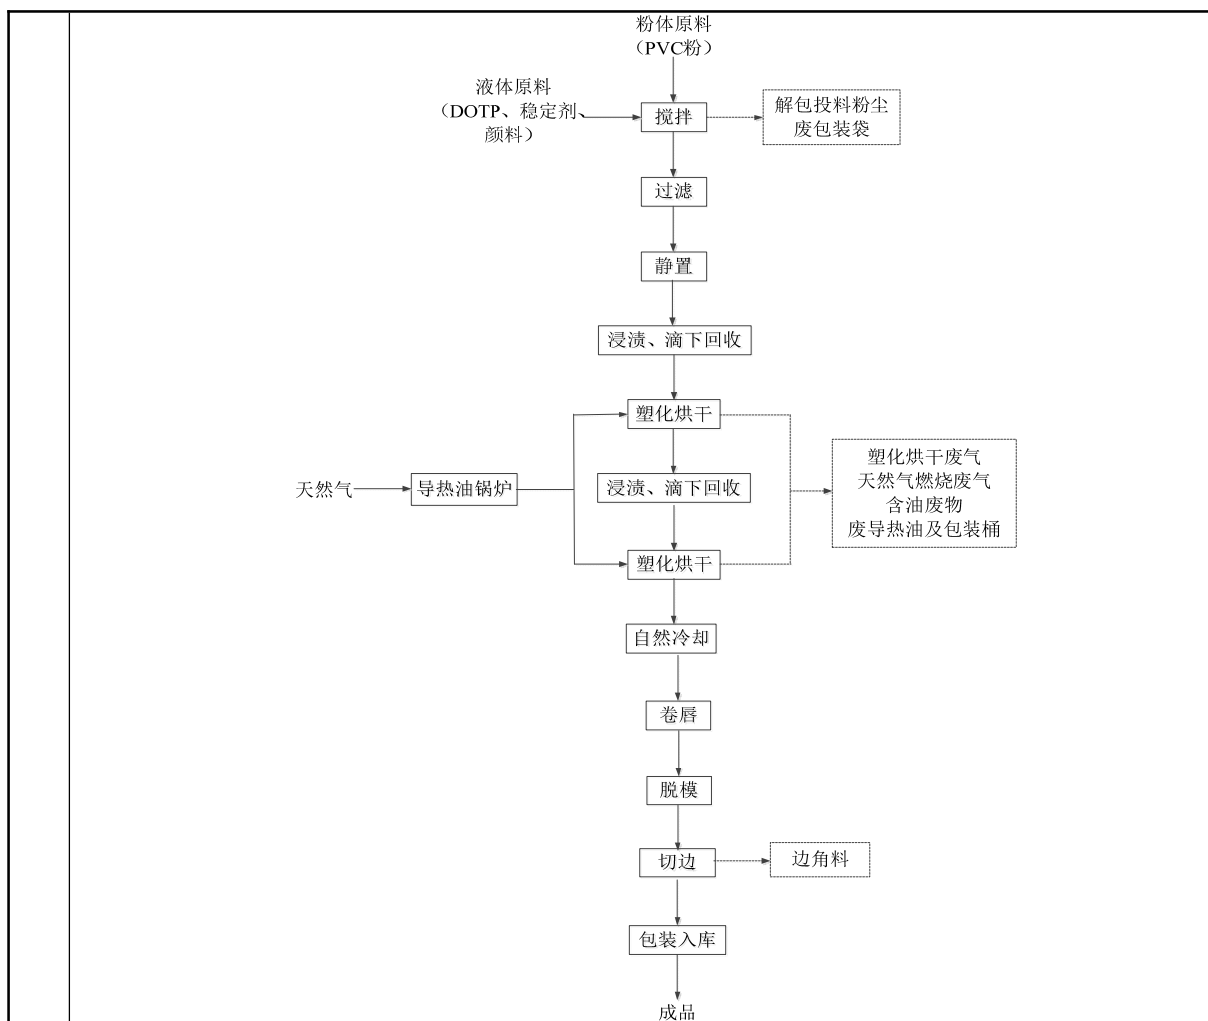 粉体原料
（PVC粉）
液体原料
（DOTP、稳定剂、
颜料）
搅拌
解包投料粉尘
废包装袋
过滤
静置
浸渍、滴下回收
塑化烘干
天然气
导热油锅炉
浸渍、滴下回收
塑化烘干废气
天然气燃烧废气
含油废物
废导热油及包装桶
塑化烘干
自然冷却
卷唇
脱模
切边
边角料
包装入库
成品